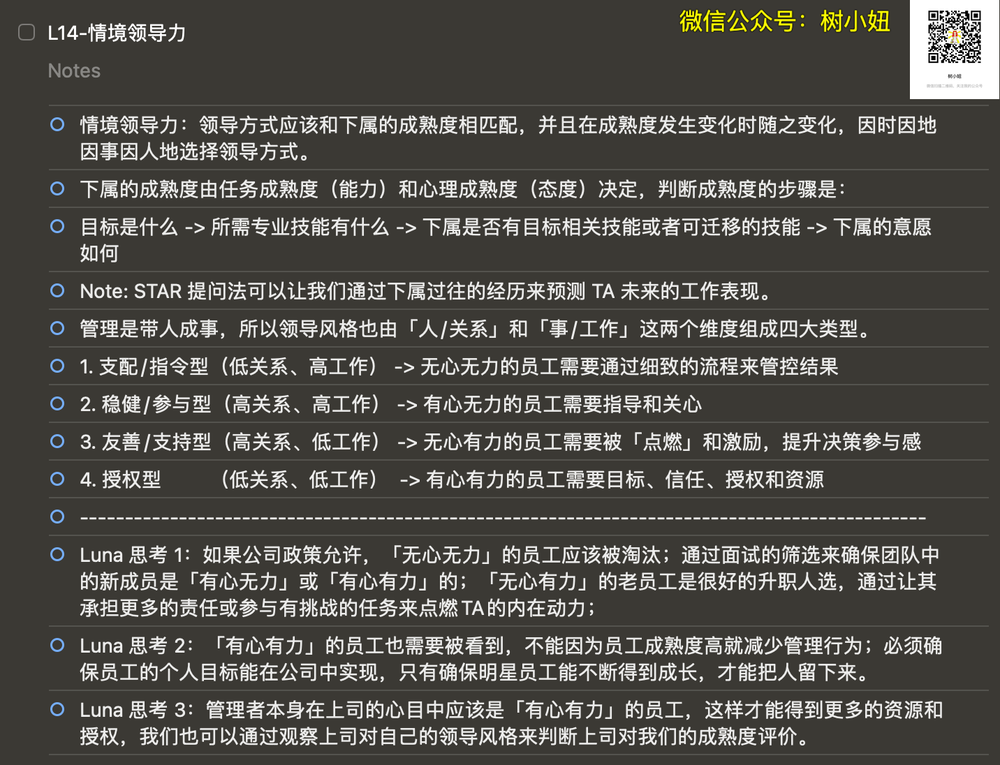 微信公众号：树小妞
L14-情境领导力
树小妞
Notes
情境领导力：领导方式应该和下属的成熟度相匹配，并且在成熟度发生变化时随之变化，因时因地
因事因人地选择领导方式。
下属的成熟度由任务成熟度（能力）和心理成熟度（态度）决定，判断成熟度的步骤是：
目标是什么 -> 所需专业技能有什么 -> 下属是否有目标相关技能或者可迁移的技能 -> 下属的意愿
如何
Note: STAR 提问法可以让我们通过下属过往的经历来预测 TA 未来的工作表现。
管理是带人成事，所以领导风格也由「人/关系」和「事/工作」这两个维度组成四大类型。
1. 支配/指令型（低关系、高工作） -> 无心无力的员工需要通过细致的流程来管控结果
2. 稳健/参与型（高关系、高工作） -> 有心无力的员工需要指导和关心
3. 友善/支持型（高关系、低工作） -> 无心有力的员工需要被「点燃」和激励，提升决策参与感
4. 授权型 （低关系、低工作） -> 有心有力的员工需要目标、信任、授权和资源
----------------------------------------------------------------------------------------------
Luna 思考 1：如果公司政策允许，「无心无力」的员工应该被淘汰；通过面试的筛选来确保团队中
的新成员是「有心无力」或「有心有力」的；「无心有力」的老员工是很好的升职人选，通过让其
承担更多的责任或参与有挑战的任务来点燃TA的内在动力；
Luna 思考 2：「有心有力」的员工也需要被看到，不能因为员工成熟度高就减少管理行为；必须确
保员工的个人目标能在公司中实现，只有确保明星员工能不断得到成长，才能把人留下来。
Luna 思考 3：管理者本身在上司的心目中应该是「有心有力」的员工，这样才能得到更多的资源和
授权，我们也可以通过观察上司对自己的领导风格来判断上司对我们的成熟度评价。